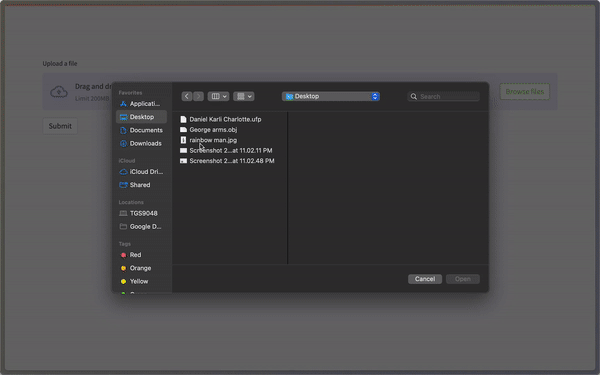 Upload a file
Drag and dr
Limit 200MB
Browse files
Submit
Desktop
Search
Favorites
Applicati...
Desktop
Documents
Downloads
iCloud
iCloud Dri...
Shared
Locations
TGS9048
Google D...
Tags
Red
Orange
Yellow
Daniel Karli Charlotte.ufp
George arms.obj
rainbow man.jpg
Screenshot 2...at 11.02.11 PM
Screenshot 2...at 11.02.48 PM
Cancel
Open